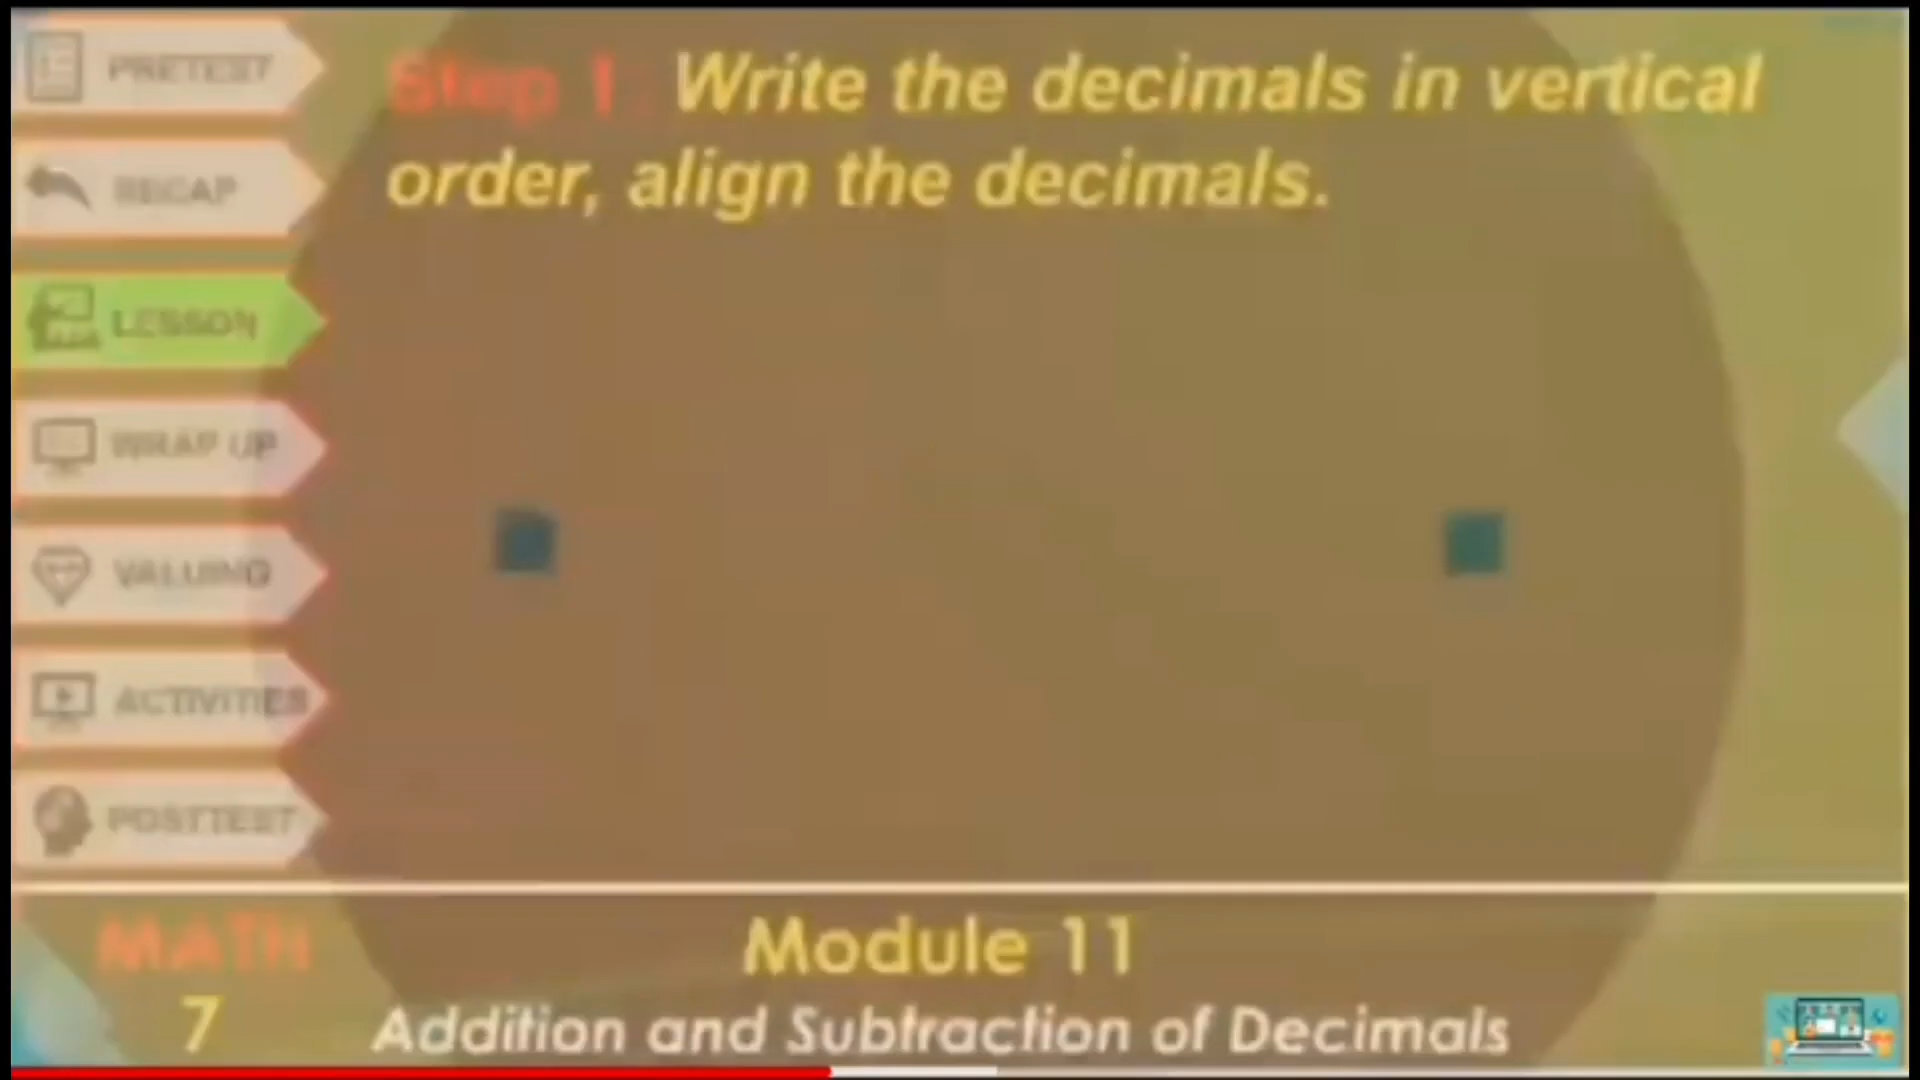 PRETEST
RECAP
LESSON
WRAP UP
VALUING
ACTIVITIES
POSTTEST
Step 1: Write the decimals in vertical
order, align the decimals.
MATH
7
Module 11
Addition and Subtraction of Decimals